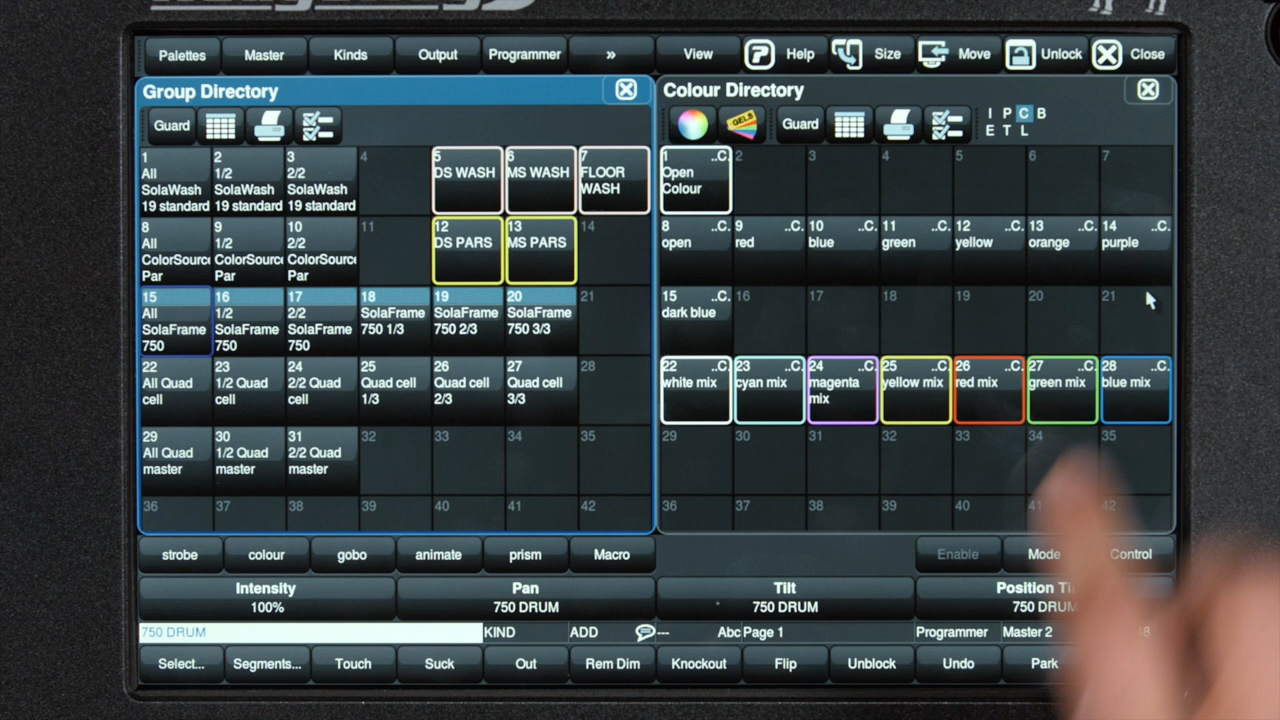 Palettes Master Kinds Output Programmer » View Help Size Move Unlock Close
Group Directory
Guard
1 All SolaWash 19 standard
2 1/2 SolaWash 19 standard
3 2/2 SolaWash 19 standard
4
5 DS WASH
6 MS WASH
7 FLOOR WASH
8 All ColorSource Par
9 1/2 ColorSource Par
10 2/2 ColorSource Par
11
12 DS PARS
13 MS PARS
14
15 All SolaFrame 750
16 1/2 SolaFrame 750
17 2/2 SolaFrame 750
18 SolaFrame 750 1/3
19 SolaFrame 750 2/3
20 SolaFrame 750 3/3
21
22 All Quad cell
23 1/2 Quad cell
24 2/2 Quad cell
25 Quad cell 1/3
26 Quad cell 2/3
27 Quad cell 3/3
28
29 All Quad master
30 1/2 Quad master
31 2/2 Quad master
32
33
34
35
36 37 38 39 40 41 42
Colour Directory
GELS Guard I P C B
E T L
1 ..C. Open Colour
2 3 4 5 6 7
8 ..C. open
9 ..C. red
10 ..C. blue
11 ..C. green
12 ..C. yellow
13 ..C. orange
14 ..C. purple
15 ..C. dark blue
16 17 18 19 20 21
22 ..C. white mix
23 ..C. cyan mix
24 ..C. magenta mix
25 ..C. yellow mix
26 ..C. red mix
27 ..C. green mix
28 ..C. blue mix
29 30 31 32 33 34 35
36 37 38 39 40 41 42
strobe colour gobo animate prism Macro Enable Mode Control
Intensity Pan Tilt Position
100% 750 DRUM 750 DRUM 750 DRUM
750 DRUM KIND ADD --- Abc Page 1 Programmer Master 2
Select... Segments... Touch Suck Out Rem Dim Knockout Flip Unblock Undo Park